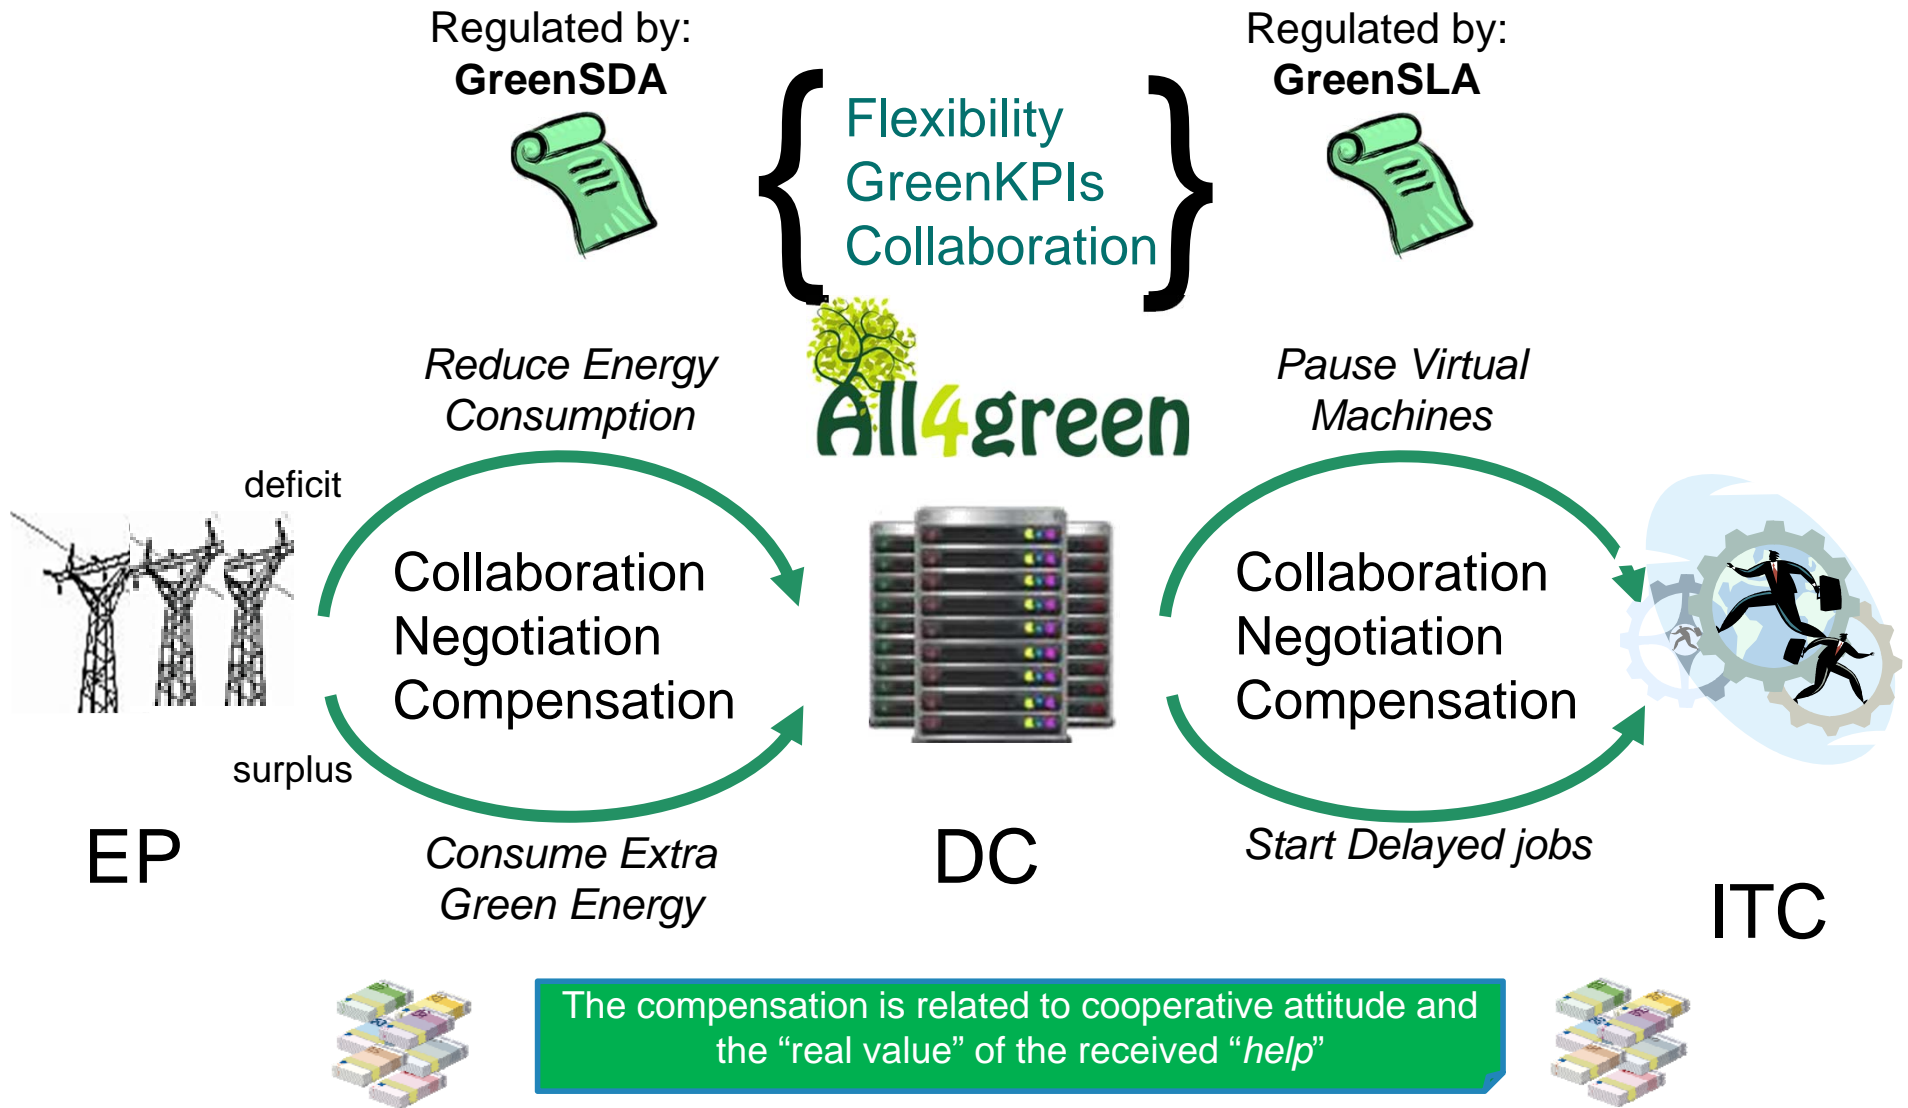 Regulated by:
GreenSDA
Flexibility
GreenKPIs
Collaboration
Regulated by:
GreenSLA
All4green
Reduce Energy
Consumption
Pause Virtual
Machines
deficit
Collaboration
Negotiation
Compensation
Collaboration
Negotiation
Compensation
surplus
EP
Consume Extra
Green Energy
DC
Start Delayed jobs
ITC
The compensation is related to cooperative attitude and
the “real value” of the received “help”